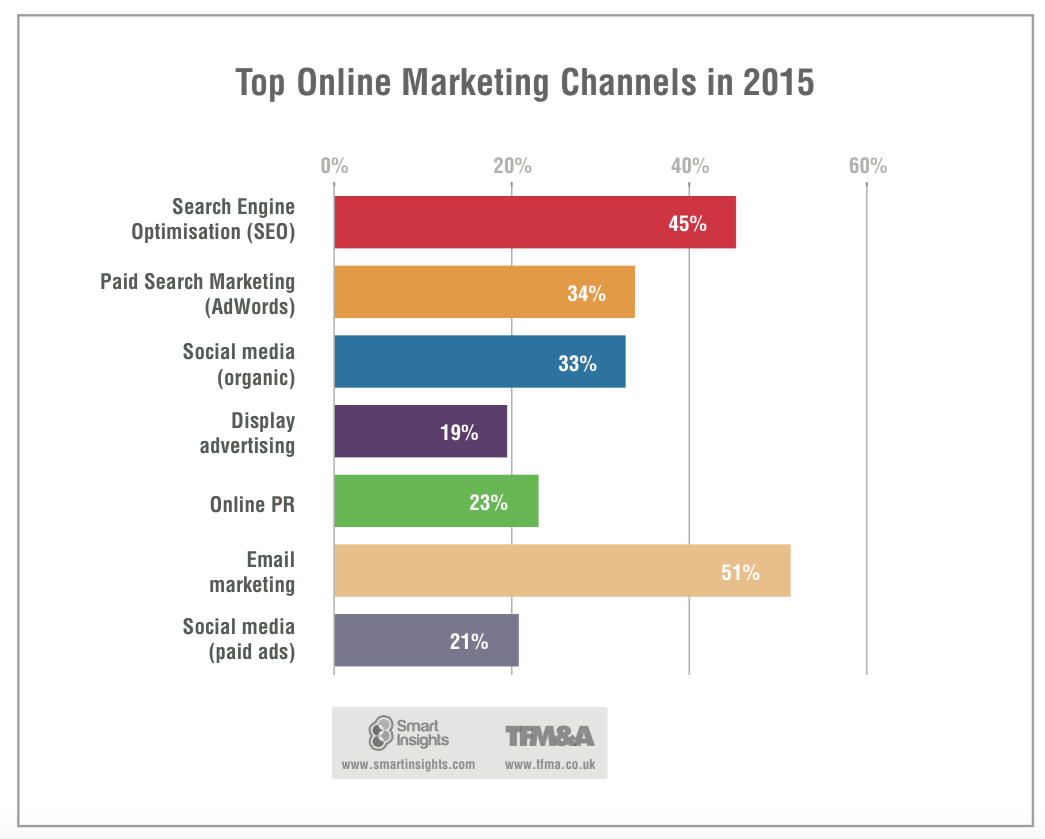 Top Online Marketing Channels in 2015
0% 20% 40% 60%
Search Engine
Optimisation (SEO)
45%
Paid Search Marketing
(AdWords)
34%
Social media
(organic)
33%
Display
advertising
19%
Online PR
23%
Email
marketing
51%
Social media
(paid ads)
21%
Smart
Insights
www.smartinsights.com
TFM&A
www.tfma.co.uk